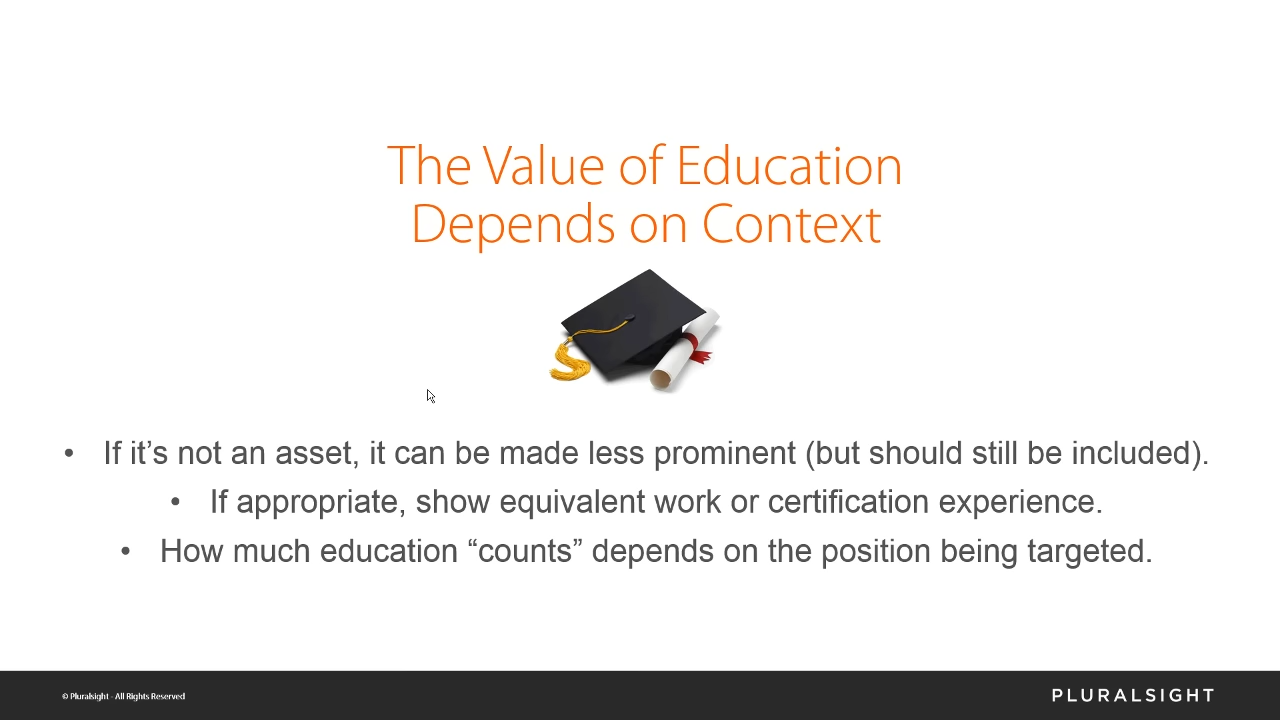 The Value of Education
Depends on Context
• If it’s not an asset, it can be made less prominent (but should still be included).
• If appropriate, show equivalent work or certification experience.
• How much education “counts” depends on the position being targeted.
© Pluralsight - All Rights Reserved
PLURALSIGHT